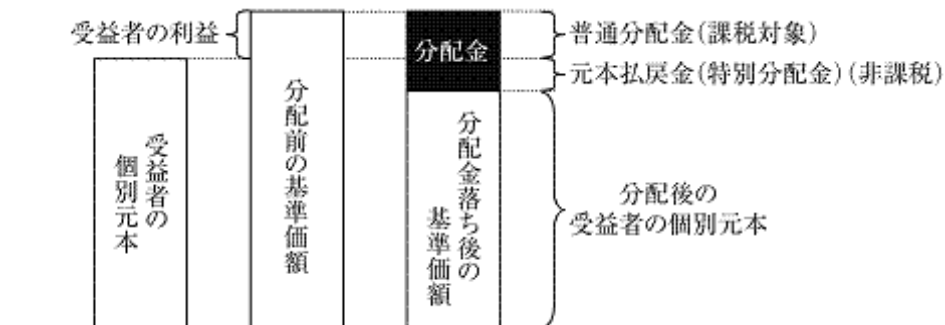 受益者の利益
受益者の
個別元本
分配前の基準価額
分配金
分配金落ち後の
基準価額
普通分配金(課税対象)
元本払戻金(特別分配金)(非課税)
分配後の
受益者の個別元本